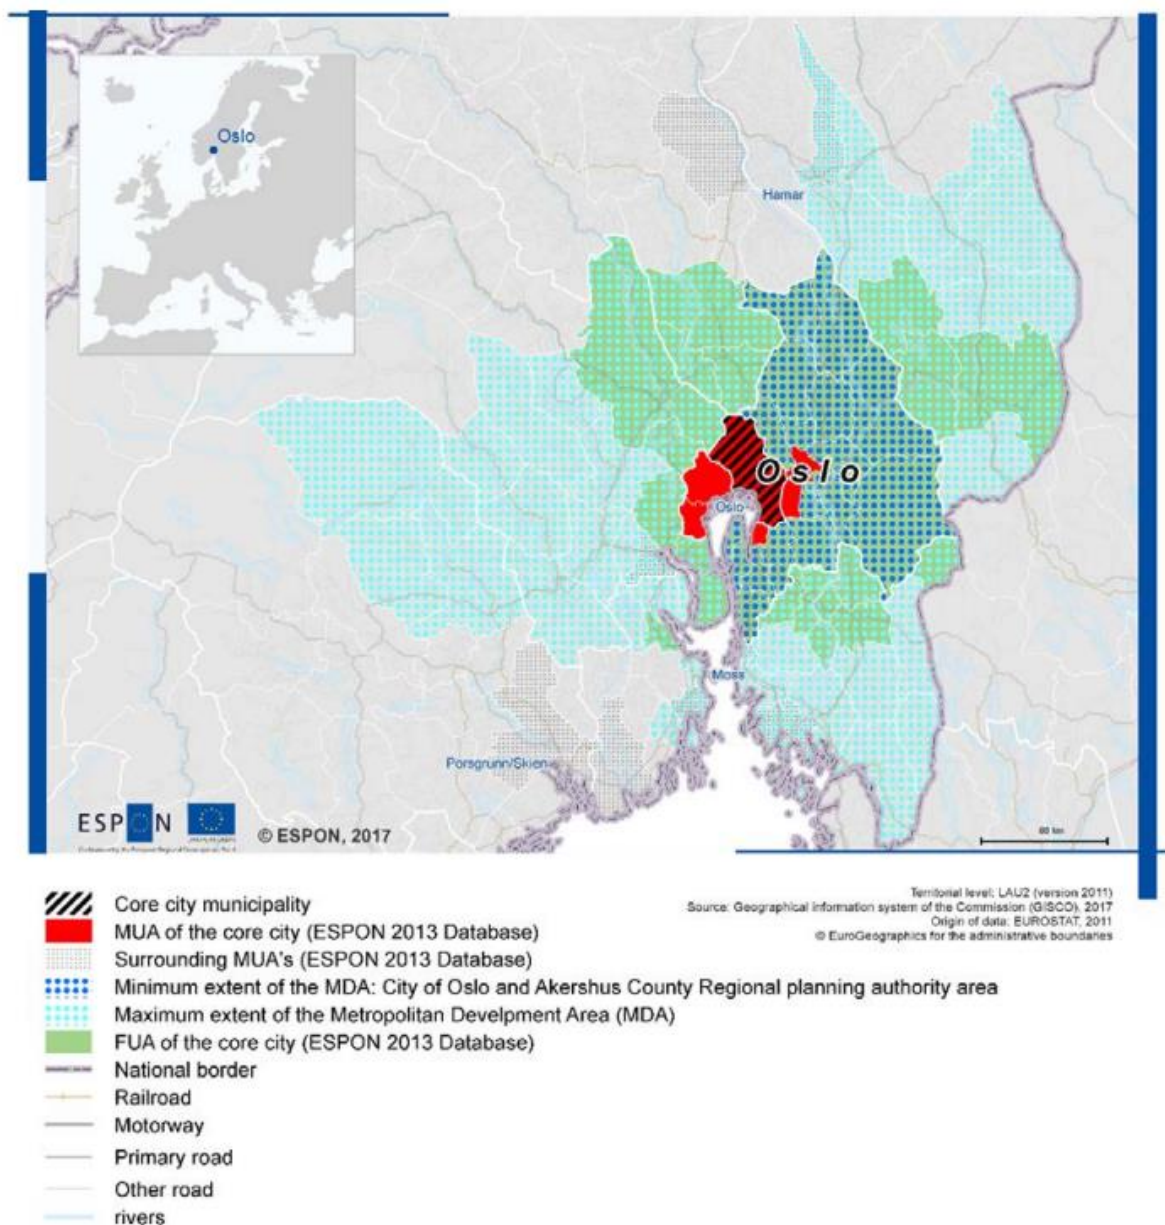 Oslo
Hamar
Oslo
Oslo
Moss
Porsgrunn/Skien
ESPON
© ESPON, 2017
80 km
Territorial level: LAU2 (version 2011)
Source: Geographical information system of the Commission (GISCO), 2017
Origin of data: EUROSTAT, 2011
© EuroGeographics for the administrative boundaries
Core city municipality
MUA of the core city (ESPON 2013 Database)
Surrounding MUA's (ESPON 2013 Database)
Minimum extent of the MDA: City of Oslo and Akershus County Regional planning authority area
Maximum extent of the Metropolitan Develpment Area (MDA)
FUA of the core city (ESPON 2013 Database)
National border
Railroad
Motorway
Primary road
Other road
rivers